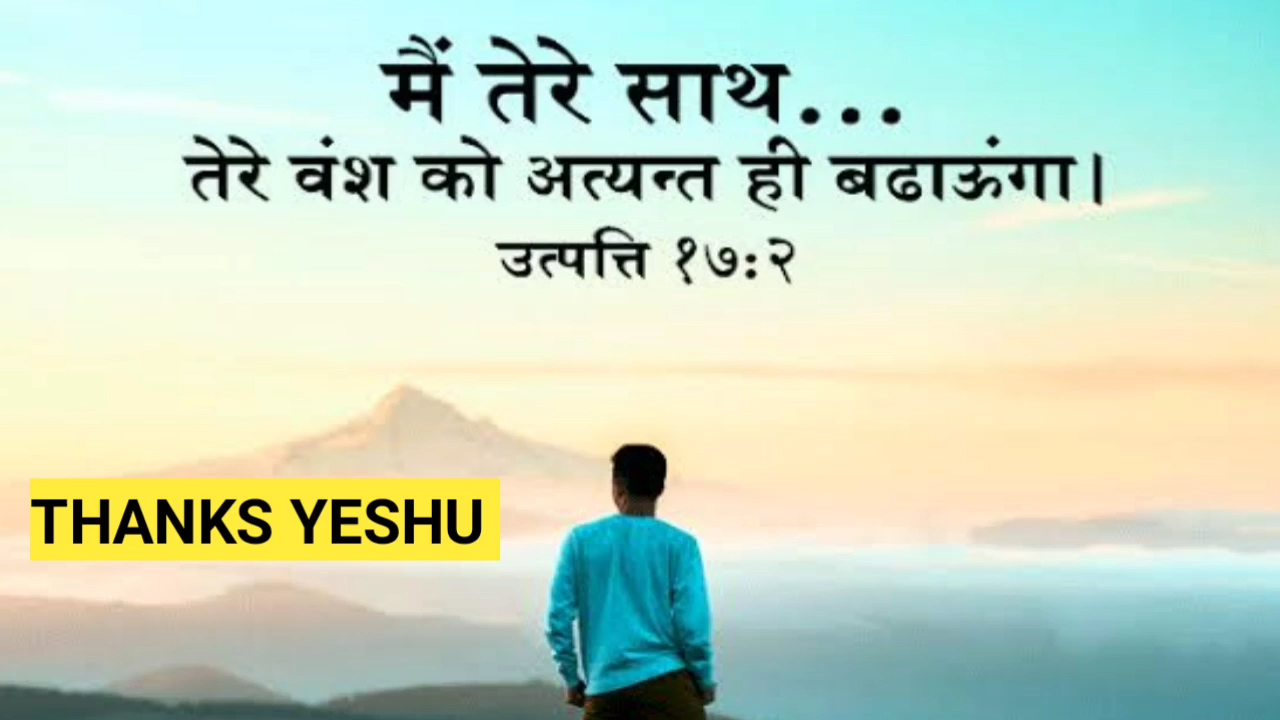 मैं तेरे साथ...
तेरे वंश को अत्यन्त ही बढाऊंगा।
उत्पत्ति १७:२
THANKS YESHU